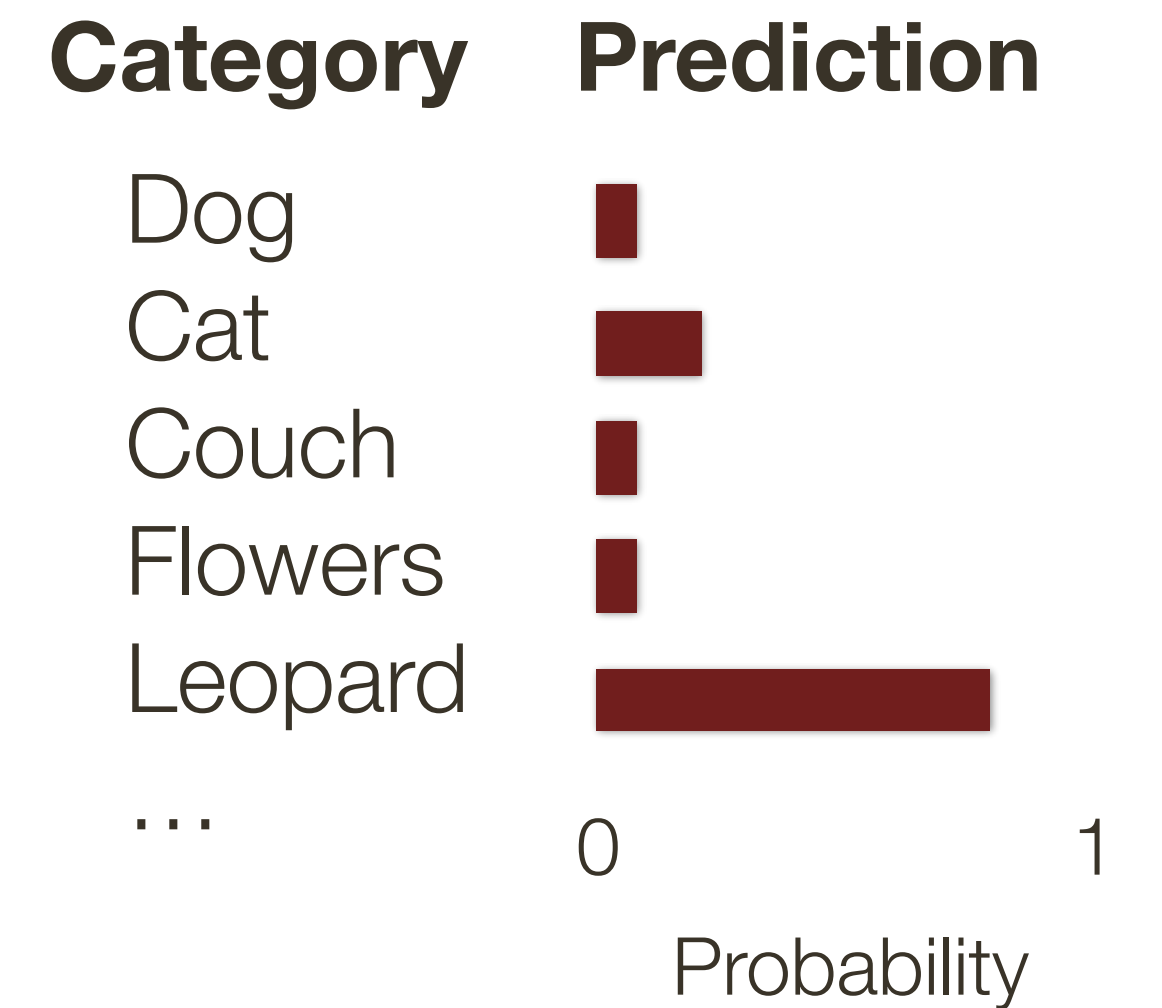 Category Prediction
Dog
Cat
Couch
Flowers
Leopard
…
0 1
Probability